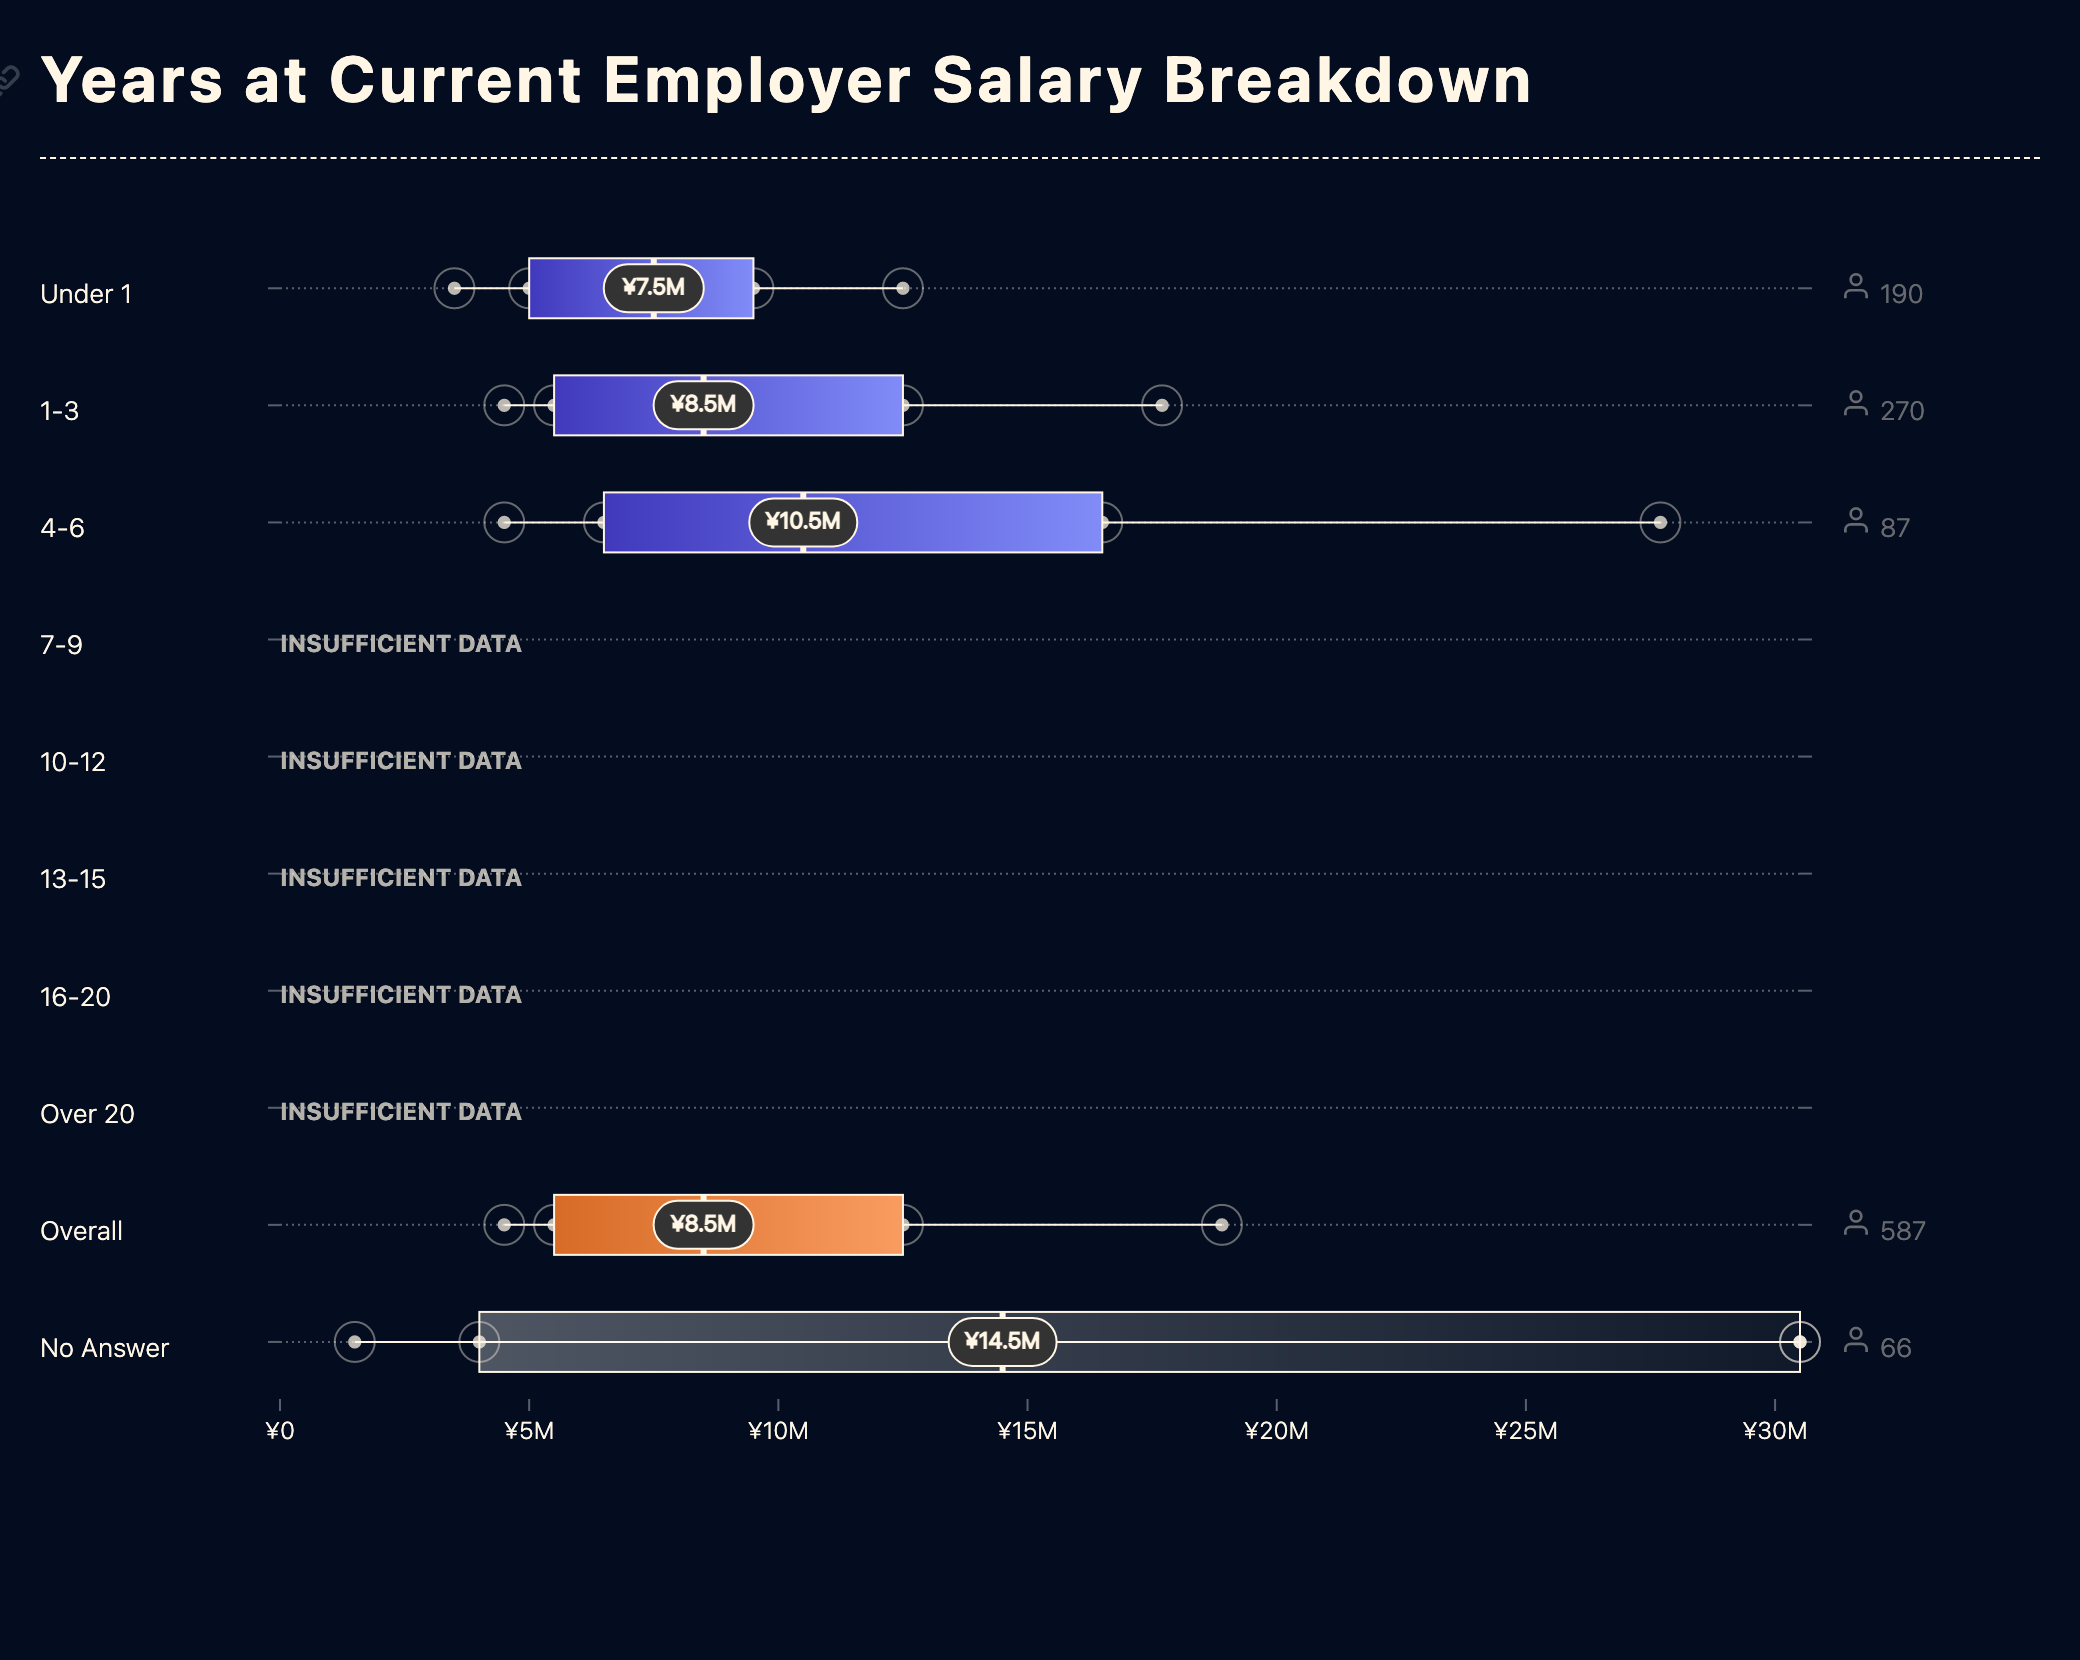 Years at Current Employer Salary Breakdown
Under 1
¥7.5M
190
1-3
¥8.5M
270
4-6
¥10.5M
87
7-9
INSUFFICIENT DATA
10-12
INSUFFICIENT DATA
13-15
INSUFFICIENT DATA
16-20
INSUFFICIENT DATA
Over 20
INSUFFICIENT DATA
Overall
¥8.5M
587
No Answer
¥14.5M
66
¥0 ¥5M ¥10M ¥15M ¥20M ¥25M ¥30M